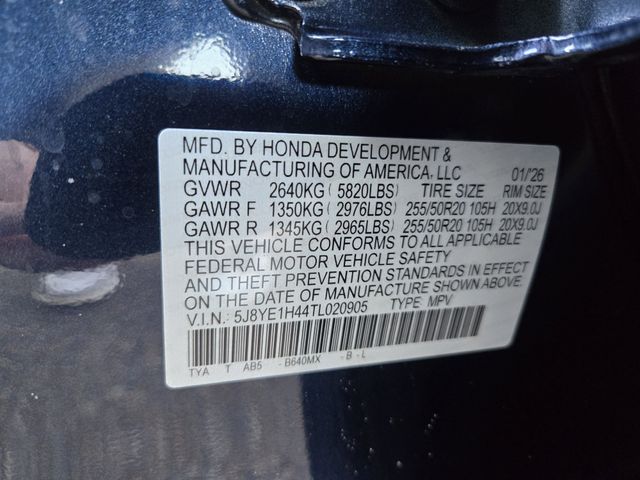 MFD. BY HONDA DEVELOPMENT &
MANUFACTURING OF AMERICA, LLC 01/'26
GVWR 2640KG ( 5820LBS) TIRE SIZE RIM SIZE
GAWR F 1350KG ( 2976LBS) 255/50R20 105H 20X9.0J
GAWR R 1345KG ( 2965LBS) 255/50R20 105H 20X9.0J
THIS VEHICLE CONFORMS TO ALL APPLICABLE
FEDERAL MOTOR VEHICLE SAFETY
AND THEFT PREVENTION STANDARDS IN EFFECT
ON THE DATE OF MANUFACTURE SHOWN ABOVE.
V.I.N.: 5J8YE1H44TL020905 TYPE: MPV
TYA T AB5 - B640MX - B - L